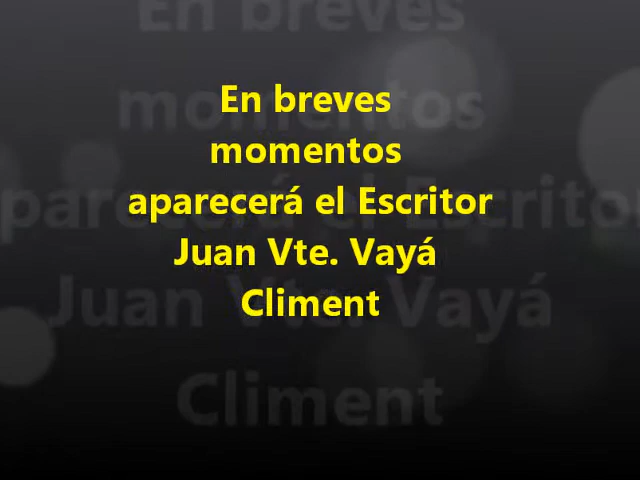 En breves
momentos
aparecerá el Escritor
Juan Vte. Vayá
Climent